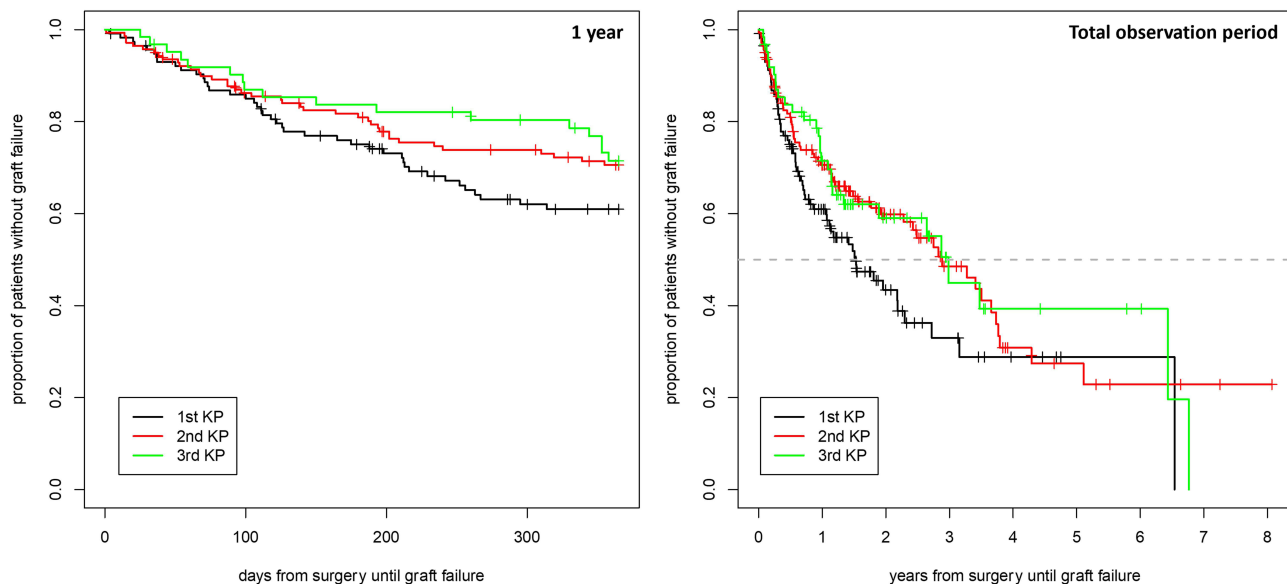 1 year
proportion of patients without graft failure
1.0
0.8
0.6
0.4
0.2
0.0
1st KP
2nd KP
3rd KP
0 100 200 300
days from surgery until graft failure
Total observation period
proportion of patients without graft failure
1.0
0.8
0.6
0.4
0.2
0.0
1st KP
2nd KP
3rd KP
0 1 2 3 4 5 6 7 8
years from surgery until graft failure